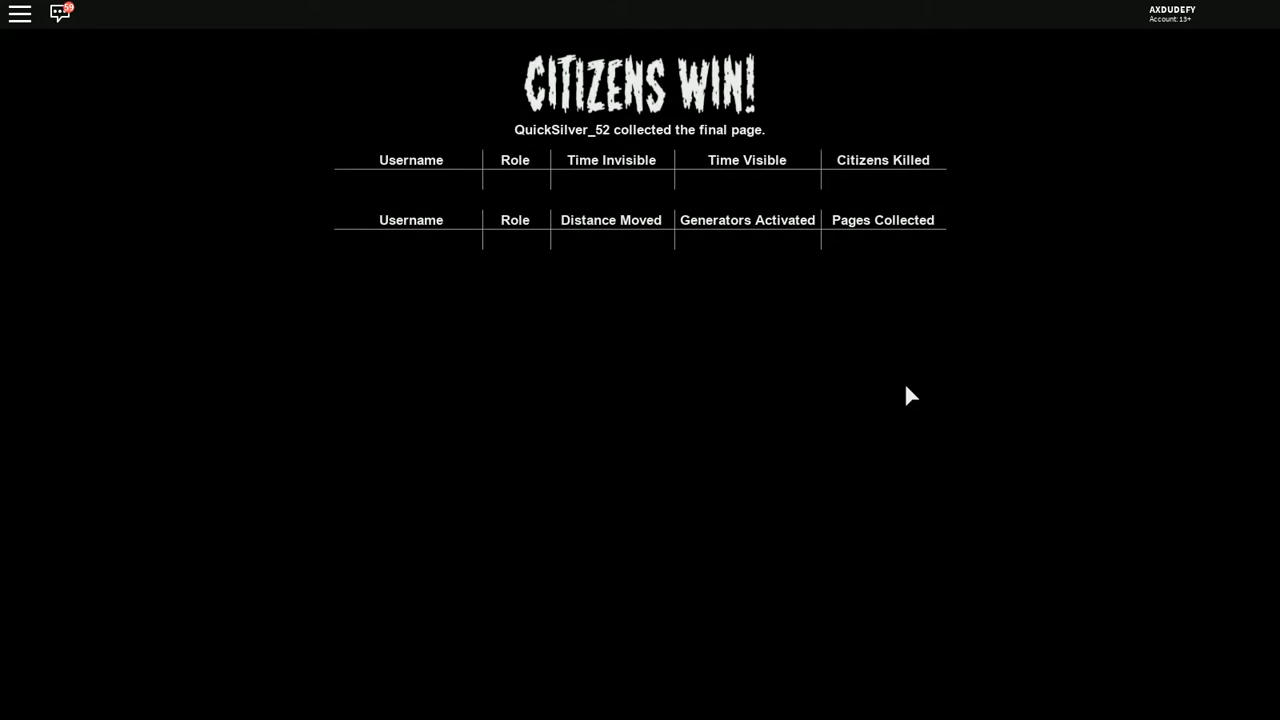 59
AXDUDEFY
Account: 13+
CITIZENS WIN!
QuickSilver_52 collected the final page.
Username Role Time Invisible Time Visible Citizens Killed
Username Role Distance Moved Generators Activated Pages Collected